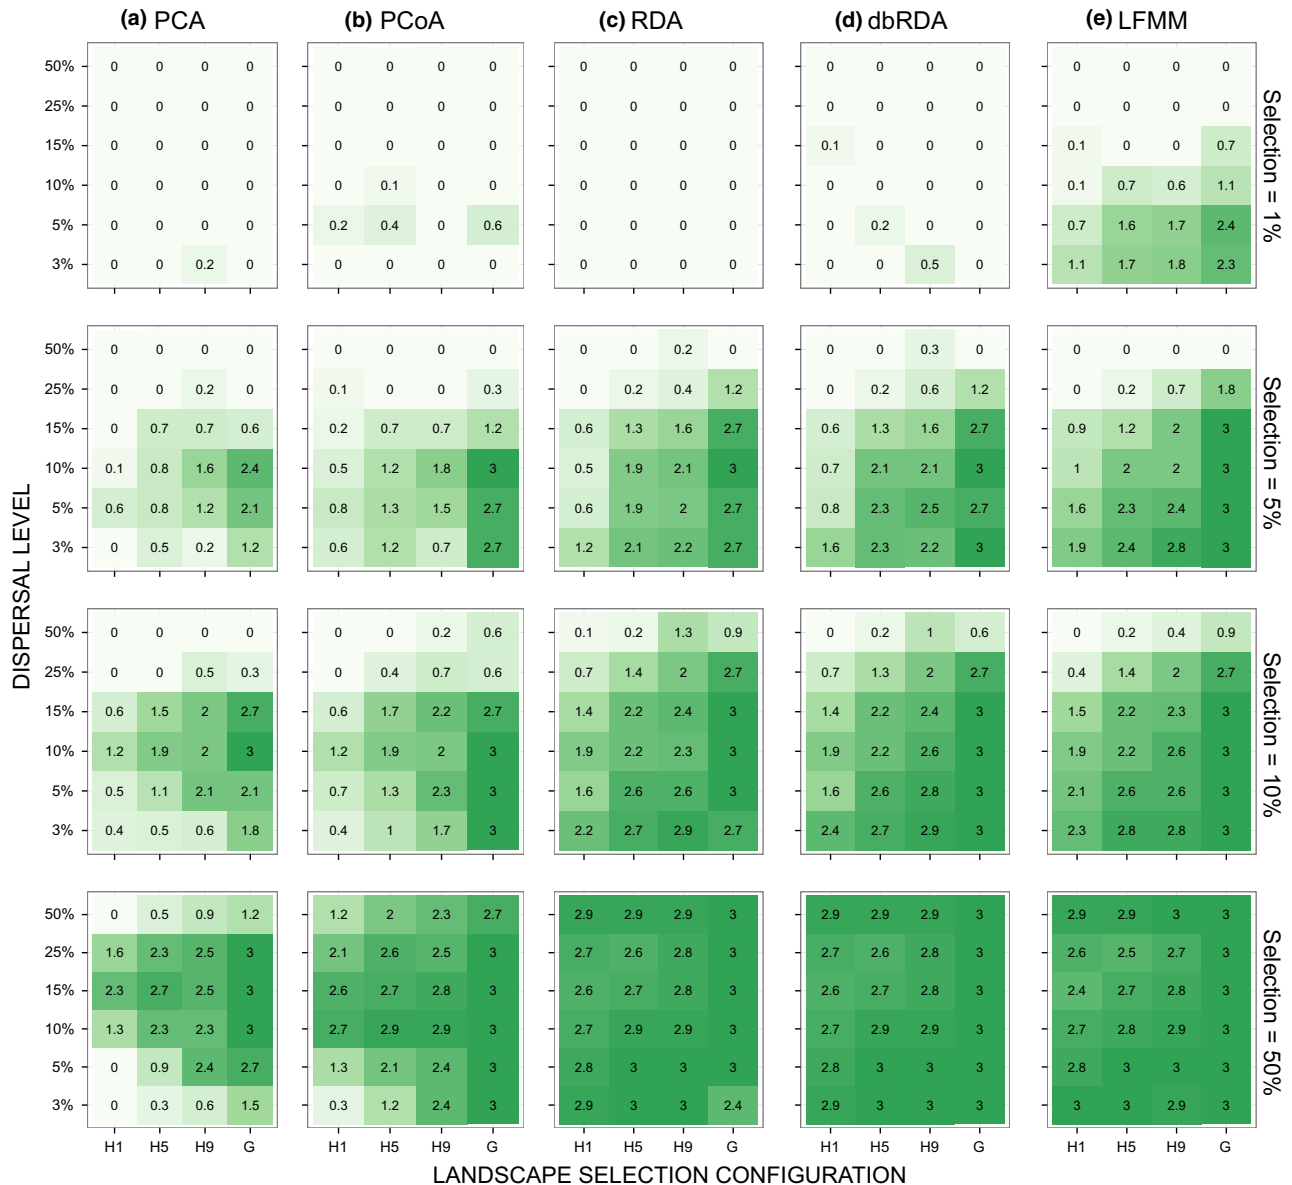 (a) PCA (b) PCoA (c) RDA (d) dbRDA (e) LFMM
50% 0 0 0 0 0 0 0 0 0 0 0 0 0 0 0 0 0 0 0 0
25% 0 0 0 0 0 0 0 0 0 0 0 0 0 0 0 0 0 0 0 0
15% 0 0 0 0 0 0 0 0 0 0 0 0 0.1 0 0 0 0.1 0 0 0.7
10% 0 0 0 0 0 0.1 0 0 0 0 0 0 0 0 0 0 0.1 0.7 0.6 1.1
5% 0 0 0 0 0.2 0.4 0 0.6 0 0 0 0 0 0.2 0 0 0.7 1.6 1.7 2.4
3% 0 0 0.2 0 0 0 0 0 0 0 0 0 0 0 0.5 0 1.1 1.7 1.8 2.3
Selection = 1%
50% 0 0 0 0 0 0 0 0 0 0 0.2 0 0 0 0.3 0 0 0 0 0
25% 0 0 0.2 0 0.1 0 0 0.3 0 0.2 0.4 1.2 0 0.2 0.6 1.2 0 0.2 0.7 1.8
15% 0 0.7 0.7 0.6 0.2 0.7 0.7 1.2 0.6 1.3 1.6 2.7 0.6 1.3 1.6 2.7 0.9 1.2 2 3
10% 0.1 0.8 1.6 2.4 0.5 1.2 1.8 3 0.5 1.9 2.1 3 0.7 2.1 2.1 3 1 2 2 3
5% 0.6 0.8 1.2 2.1 0.8 1.3 1.5 2.7 0.6 1.9 2 2.7 0.8 2.3 2.5 2.7 1.6 2.3 2.4 3
3% 0 0.5 0.2 1.2 0.6 1.2 0.7 2.7 1.2 2.1 2.2 2.7 1.6 2.3 2.2 3 1.9 2.4 2.8 3
Selection = 5%
DISPERSAL LEVEL
50% 0 0 0 0 0 0 0.2 0.6 0.1 0.2 1.3 0.9 0 0.2 1 0.6 0 0.2 0.4 0.9
25% 0 0 0.5 0.3 0 0.4 0.7 0.6 0.7 1.4 2 2.7 0.7 1.3 2 2.7 0.4 1.4 2 2.7
15% 0.6 1.5 2 2.7 0.6 1.7 2.2 2.7 1.4 2.2 2.4 3 1.4 2.2 2.4 3 1.5 2.2 2.3 3
10% 1.2 1.9 2 3 1.2 1.9 2 3 1.9 2.2 2.3 3 1.9 2.2 2.6 3 1.9 2.2 2.6 3
5% 0.5 1.1 2.1 2.1 0.7 1.3 2.3 3 1.6 2.6 2.6 3 1.6 2.6 2.8 3 2.1 2.6 2.6 3
3% 0.4 0.5 0.6 1.8 0.4 1 1.7 3 2.2 2.7 2.9 2.7 2.4 2.7 2.9 3 2.3 2.8 2.8 3
Selection = 10%
50% 0 0.5 0.9 1.2 1.2 2 2.3 2.7 2.9 2.9 2.9 3 2.9 2.9 2.9 3 2.9 2.9 3 3
25% 1.6 2.3 2.5 3 2.1 2.6 2.5 3 2.7 2.6 2.8 3 2.7 2.6 2.8 3 2.6 2.5 2.7 3
15% 2.3 2.7 2.5 3 2.6 2.7 2.8 3 2.6 2.7 2.8 3 2.6 2.7 2.8 3 2.4 2.7 2.8 3
10% 1.3 2.3 2.3 3 2.7 2.9 2.9 3 2.7 2.9 2.9 3 2.7 2.9 2.9 3 2.7 2.8 2.9 3
5% 0 0.9 2.4 2.7 1.3 2.1 2.4 3 2.8 3 3 3 2.8 3 3 3 2.8 3 3 3
3% 0 0.3 0.6 1.5 0.3 1.2 2.4 3 2.9 3 3 2.4 2.9 3 3 3 3 3 2.9 3
Selection = 50%
H1 H5 H9 G H1 H5 H9 G H1 H5 H9 G H1 H5 H9 G H1 H5 H9 G
LANDSCAPE SELECTION CONFIGURATION